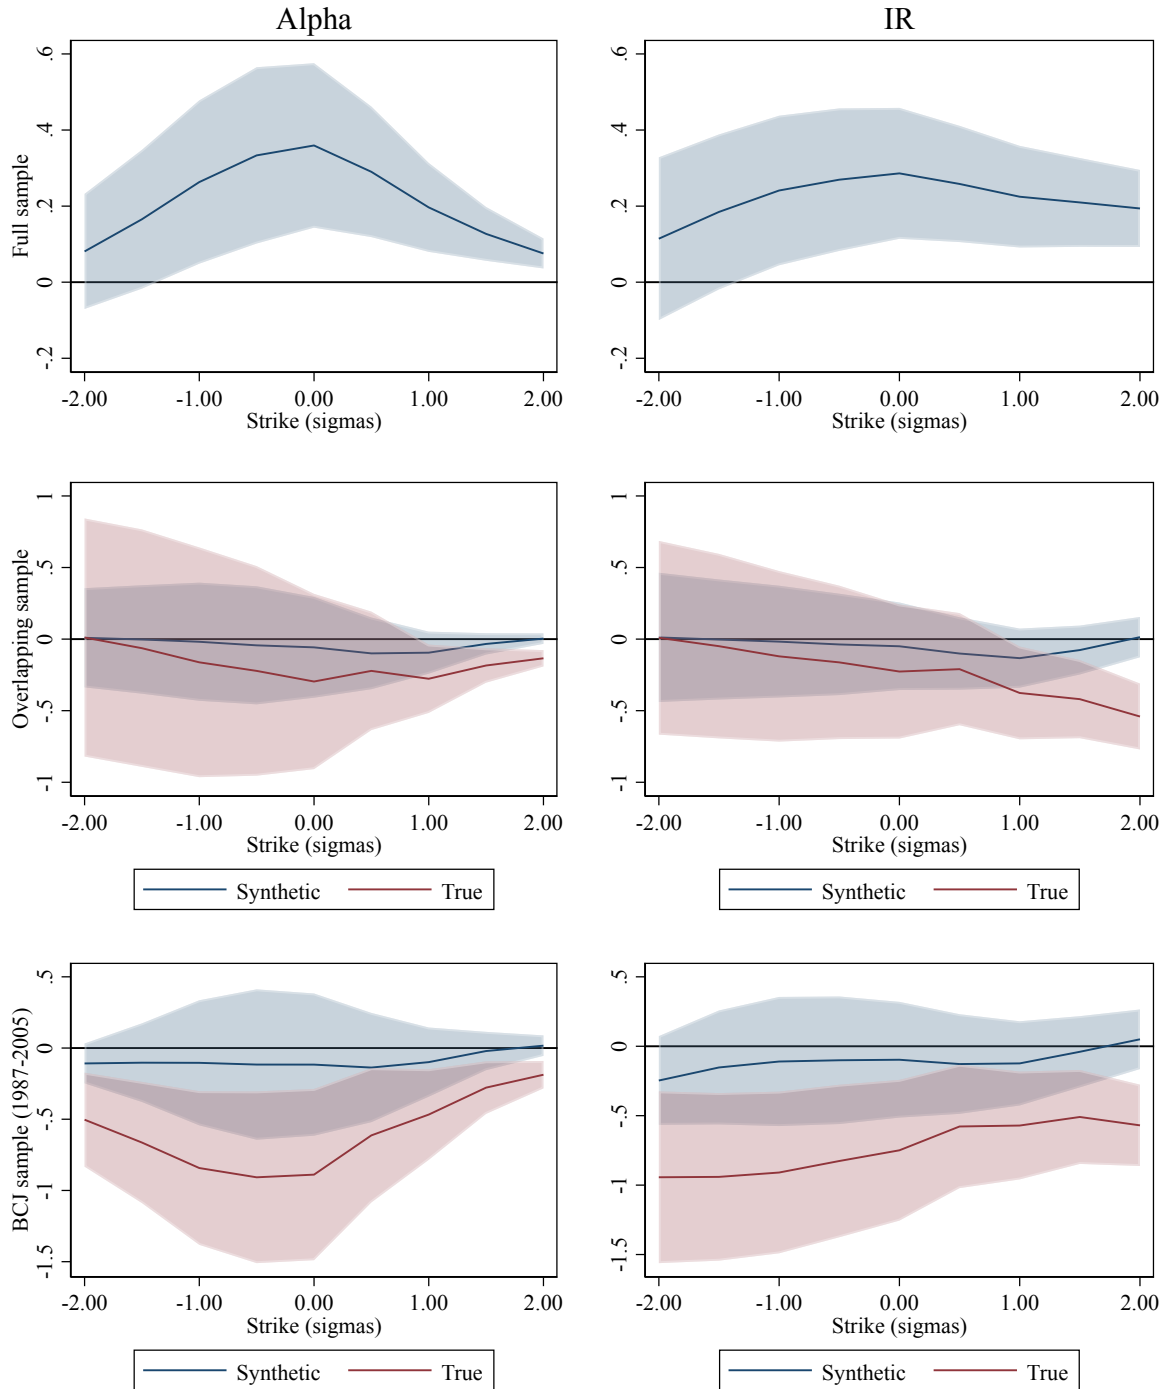 Alpha IR
Full sample
.6 .4 .2 0 -.2
-2.00 -1.00 0.00 1.00 2.00
Strike (sigmas)
.6 .4 .2 0 -.2
-2.00 -1.00 0.00 1.00 2.00
Strike (sigmas)
Overlapping sample
1 .5 0 -.5 -1
-2.00 -1.00 0.00 1.00 2.00
Strike (sigmas)
Synthetic True
1 .5 0 -.5 -1
-2.00 -1.00 0.00 1.00 2.00
Strike (sigmas)
Synthetic True
BCJ sample (1987-2005)
.5 0 -.5 -1 -1.5
-2.00 -1.00 0.00 1.00 2.00
Strike (sigmas)
Synthetic True
.5 0 -.5 -1 -1.5
-2.00 -1.00 0.00 1.00 2.00
Strike (sigmas)
Synthetic True